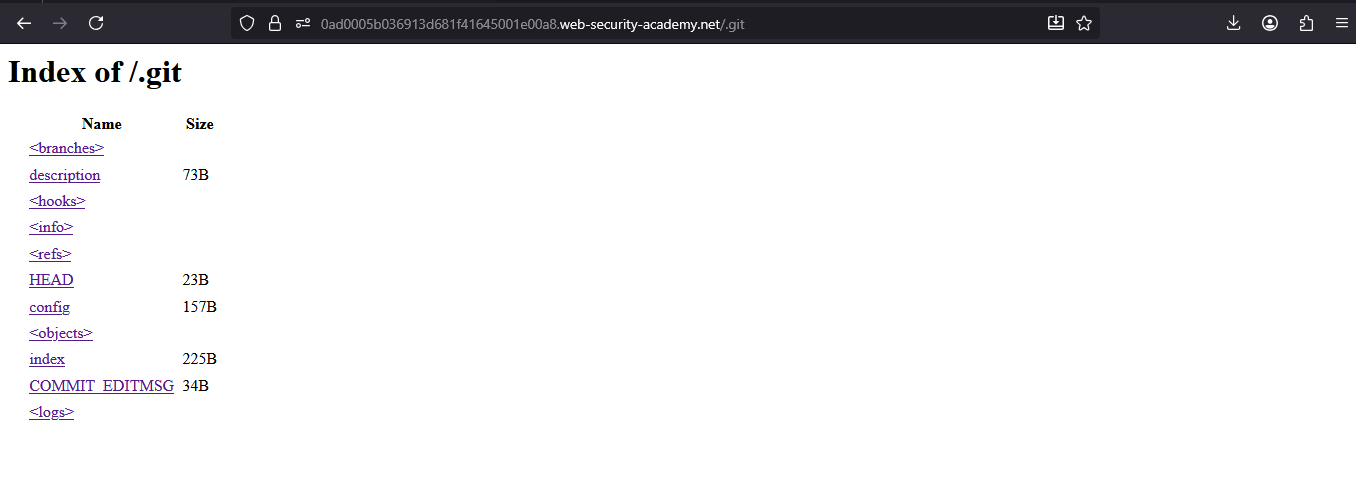 0ad0005b036913d681f41645001e00a8.web-security-academy.net/.git
Index of /.git
Name Size
<branches>
description 73B
<hooks>
<info>
<refs>
HEAD 23B
config 157B
<objects>
index 225B
COMMIT_EDITMSG 34B
<logs>